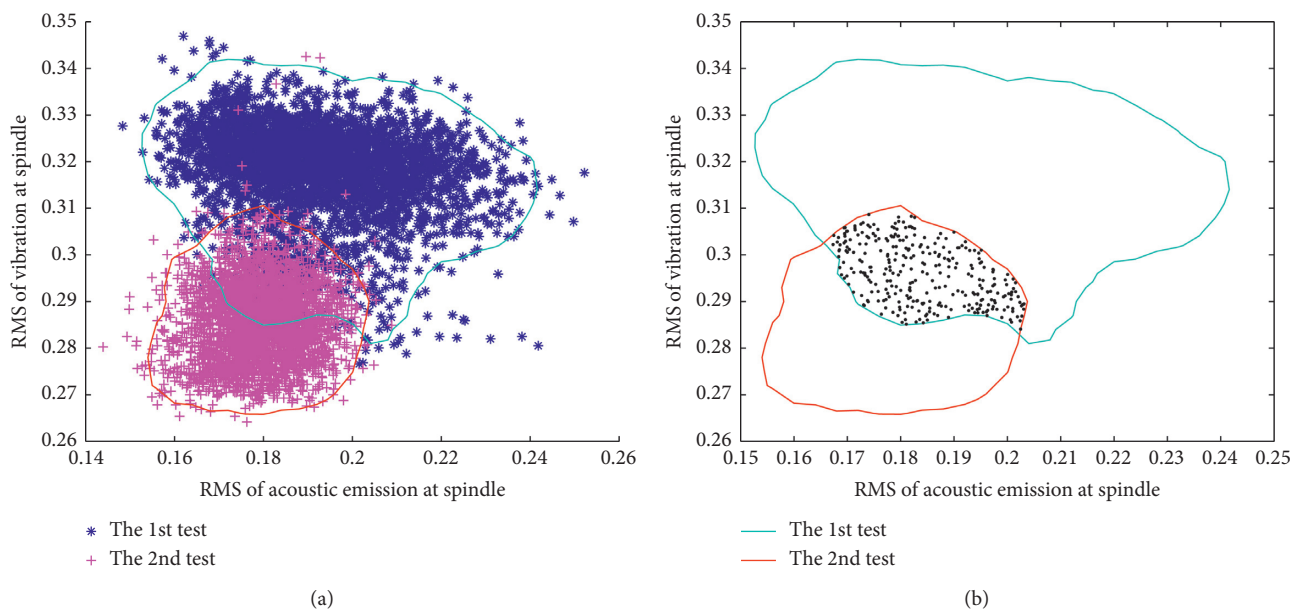 0.35
0.34
0.33
0.32
0.31
0.3
0.29
0.28
0.27
0.26
RMS of vibration at spindle
0.14 0.16 0.18 0.2 0.22 0.24 0.26
RMS of acoustic emission at spindle
The 1st test
The 2nd test
(a)
0.35
0.34
0.33
0.32
0.31
0.3
0.29
0.28
0.27
0.26
RMS of vibration at spindle
0.15 0.16 0.17 0.18 0.19 0.2 0.21 0.22 0.23 0.24 0.25
RMS of acoustic emission at spindle
The 1st test
The 2nd test
(b)